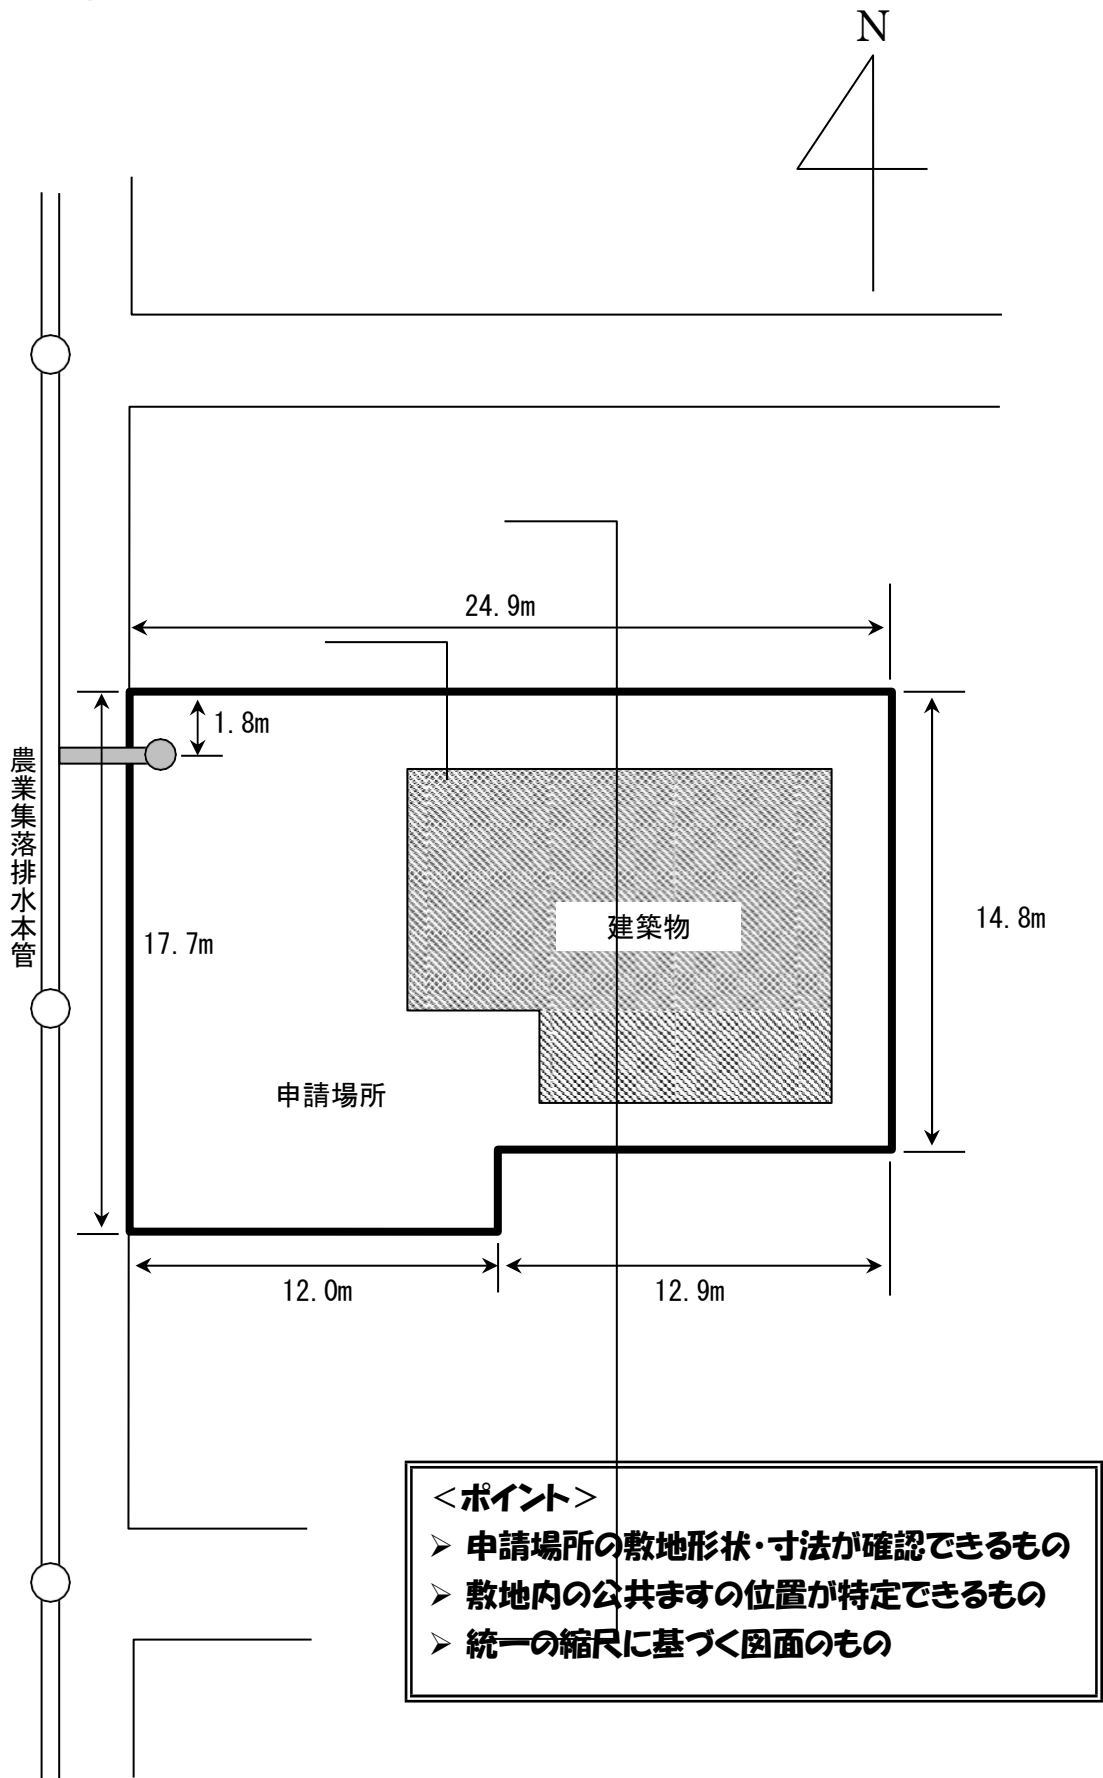 N
24.9m
1.8m
農業集落排水本管
建築物
14.8m
17.7m
申請場所
12.0m
12.9m
＜ポイント＞
➢ 申請場所の敷地形状・寸法が確認できるもの
➢ 敷地内の公共ますの位置が特定できるもの
➢ 統一の縮尺に基づく図面のもの